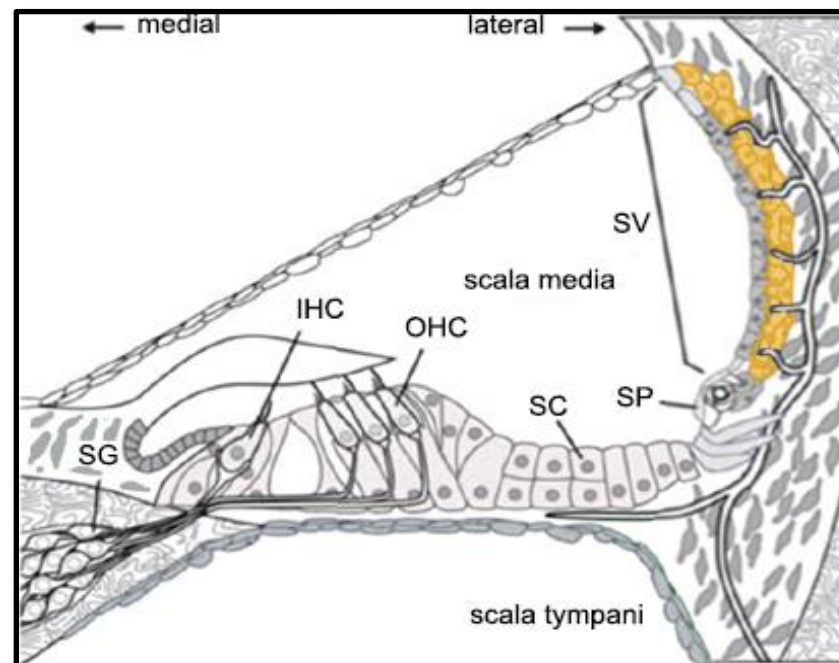 medial
lateral
SV
scala media
IHC
OHC
SC
SP
P
SG
scala tympani